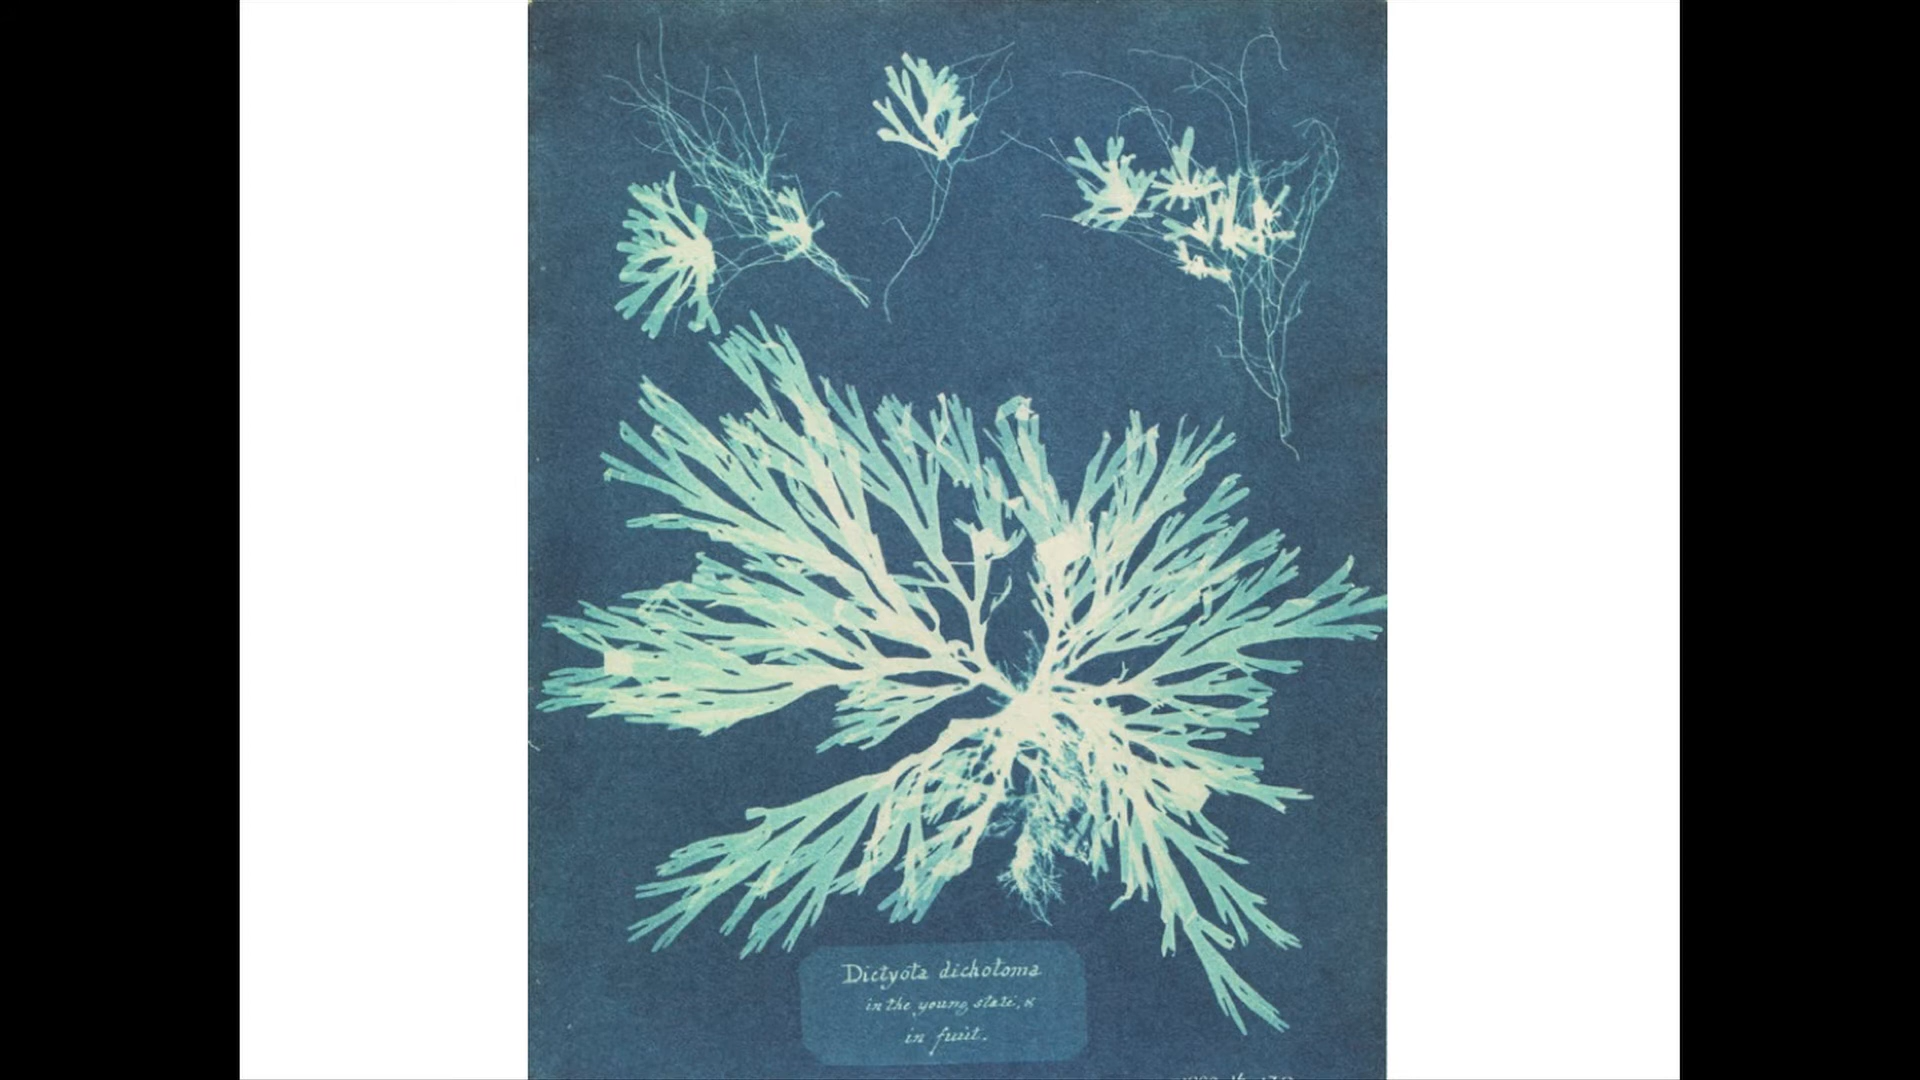 Dictyota dichotoma
in the young state, &
in fruit.